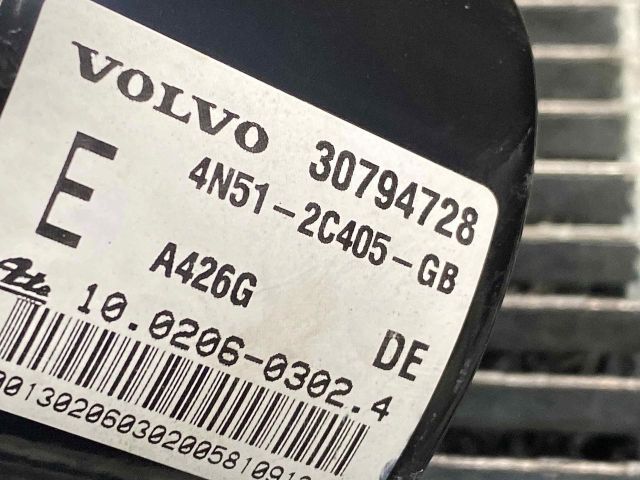 VOLVO 30794728
E 4N51-2C405-GB
A426G DE
Ate 10.0206-0302.4